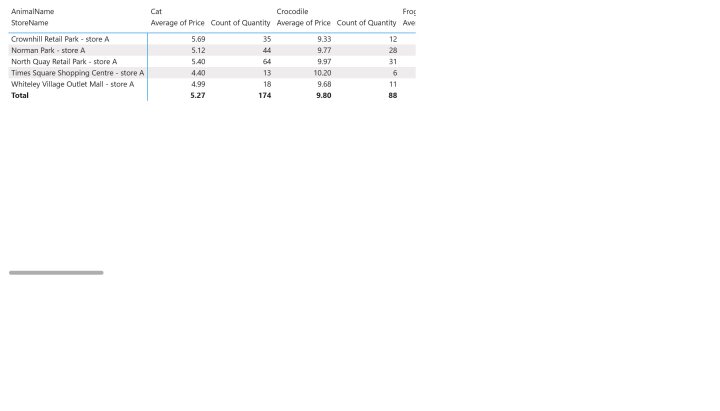 AnimalName Cat Crocodile Frog
StoreName Average of Price Count of Quantity Average of Price Count of Quantity Ave
Crownhill Retail Park - store A 5.69 35 9.33 12
Norman Park - store A 5.12 44 9.77 28
North Quay Retail Park - store A 5.40 64 9.97 31
Times Square Shopping Centre - store A 4.40 13 10.20 6
Whiteley Village Outlet Mall - store A 4.99 18 9.68 11
Total 5.27 174 9.80 88